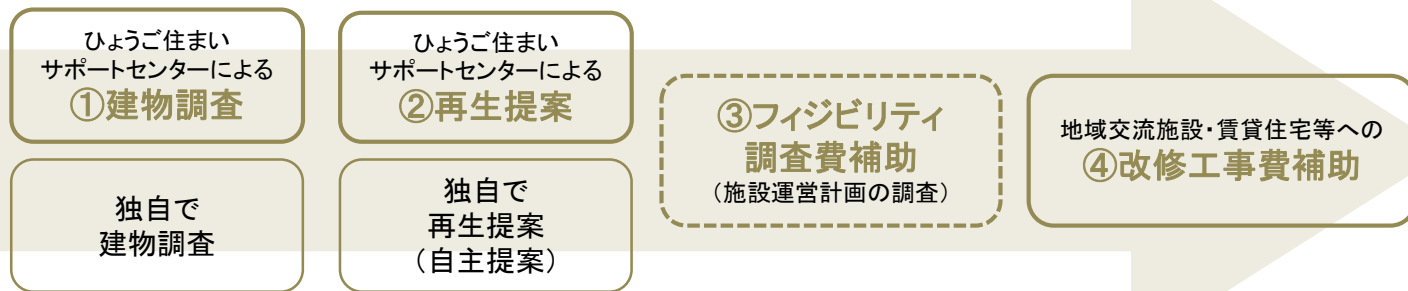 ひょうご住まい
サポートセンターによる
①建物調査
独自で
建物調査
ひょうご住まい
サポートセンターによる
②再生提案
独自で
再生提案
（自主提案）
③フィジビリティ
調査費補助
（施設運営計画の調査）
地域交流施設・賃貸住宅等への
④改修工事費補助